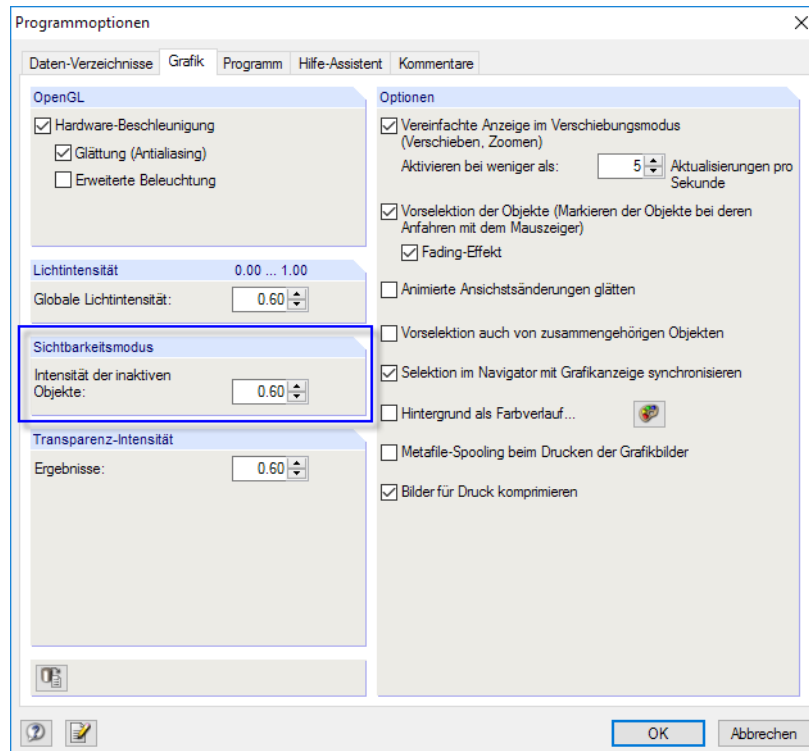 Programmoptionen
Daten-Verzeichnisse Grafik Programm Hilfe-Assistent Kommentare
OpenGL
Hardware-Beschleunigung
Glättung (Antialiasing)
Erweiterte Beleuchtung
Lichtintensität 0.00 ... 1.00
Globale Lichtintensität: 0.60
Sichtbarkeitsmodus
Intensität der inaktiven
Objekte: 0.60
Transparenz-Intensität
Ergebnisse: 0.60
Optionen
Vereinfachte Anzeige im Verschiebungsmodus
(Verschieben, Zoomen)
Aktivieren bei weniger als: 5 Aktualisierungen pro
Sekunde
Vorselektion der Objekte (Markieren der Objekte bei deren
Anfahren mit dem Mauszeiger)
Fading-Effekt
Animierte Ansichstsänderungen glätten
Vorselektion auch von zusammengehörigen Objekten
Selektion im Navigator mit Grafikanzeige synchronisieren
Hintergrund als Farbverlauf...
Metafile-Spooling beim Drucken der Grafikbilder
Bilder für Druck komprimieren
OK Abbrechen